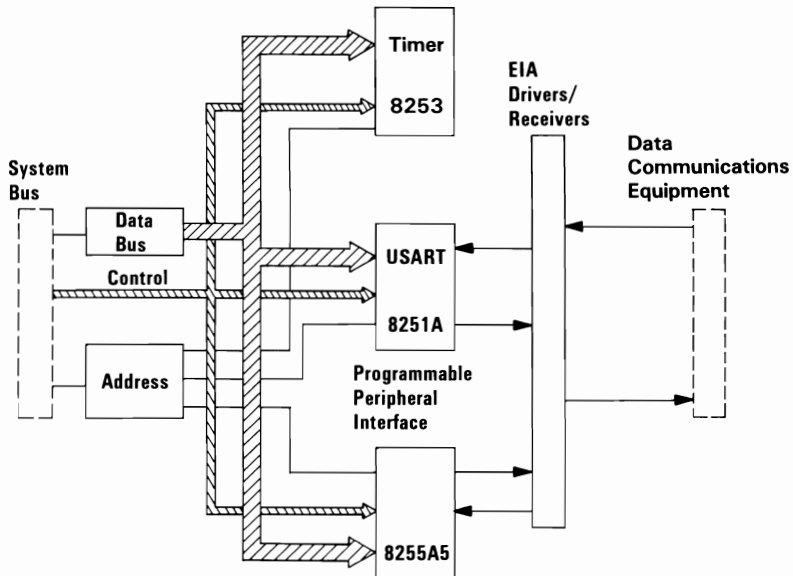 Timer
8253
EIA
Drivers/
Receivers
Data
Communications
Equipment
System
Bus
Data
Bus
USART
Control
8251A
Address
Programmable
Peripheral
Interface
8255A5